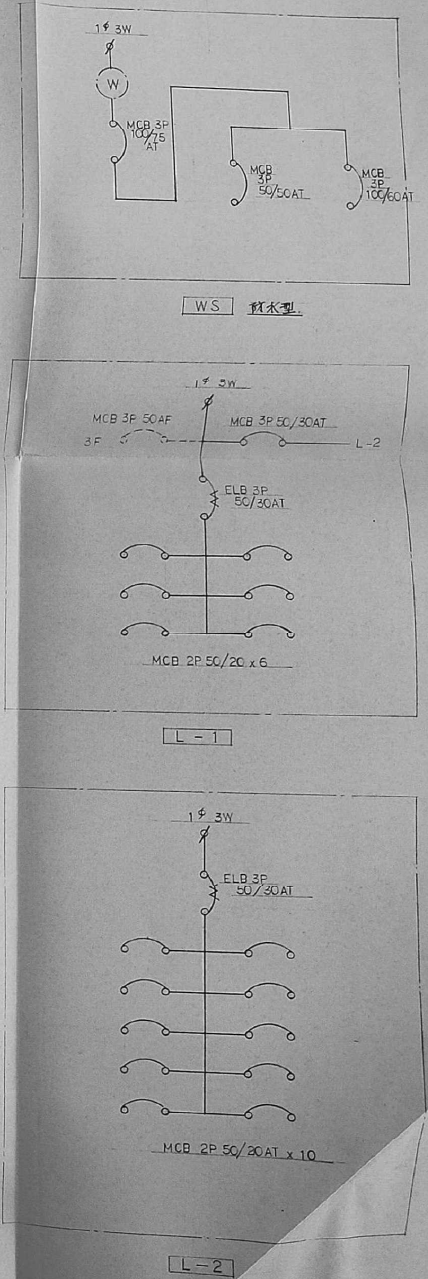 1φ 3W
W
MCB 3P
100/75
AT
MCB
3P
50/50AT
MCB
3P
100/60AT
WS 防水型.
1φ 3W
MCB 3P 50AF
MCB 3P 50/30AT
3F
L-2
ELB 3P
50/30AT
MCB 2P 50/20 x 6
L-1
1φ 3W
ELB 3P
50/30AT
MCB 2P 50/20AT x 10
L-2